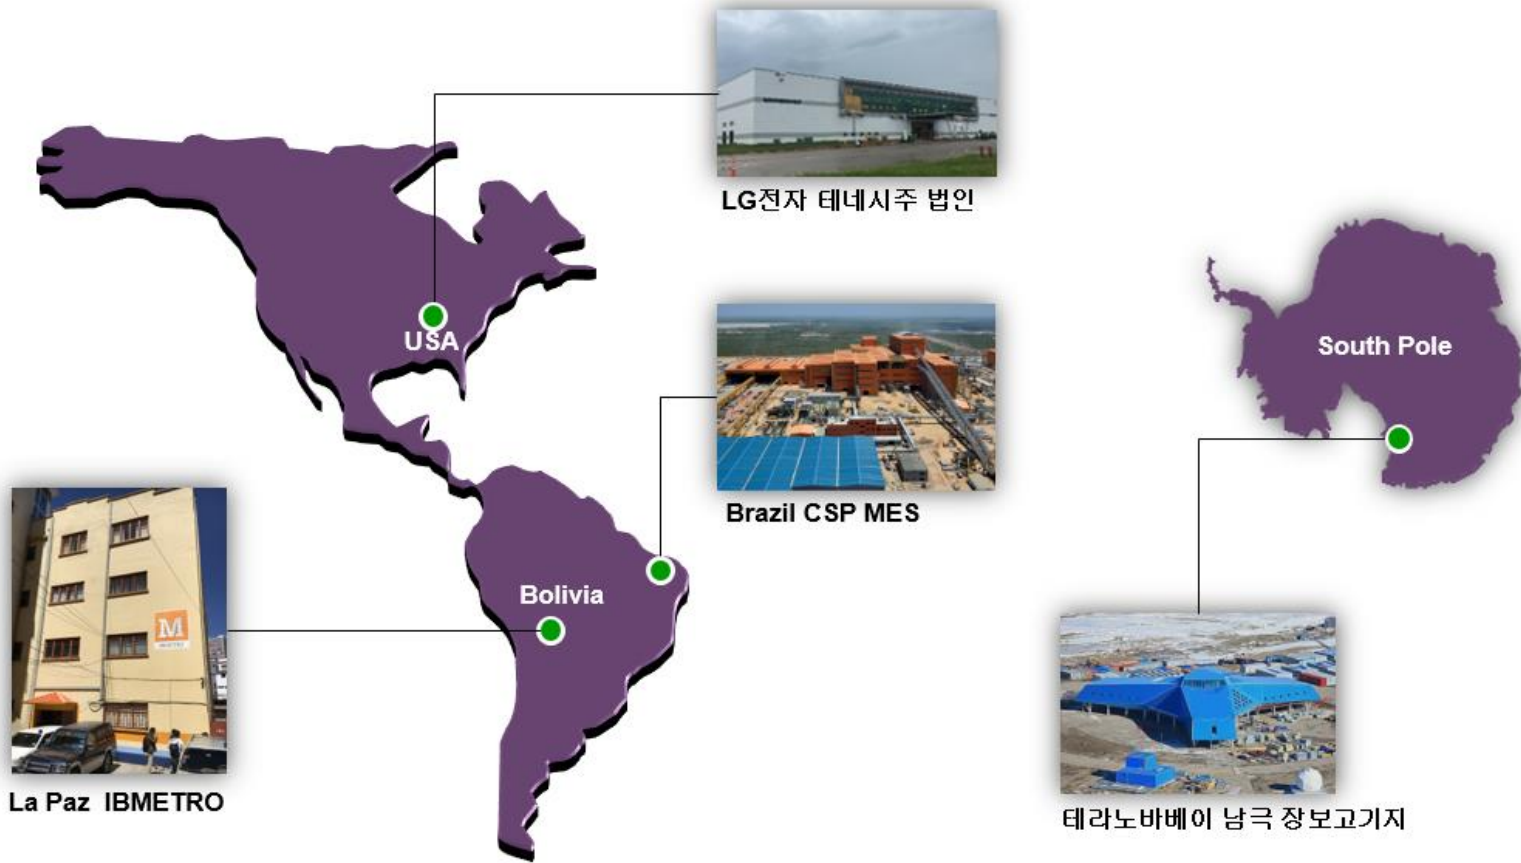 LG전자 테네시주 법인
USA
South Pole
Brazil CSP MES
Bolivia
M
La Paz IBMETRO
테라노바베이 남극 장보고기지